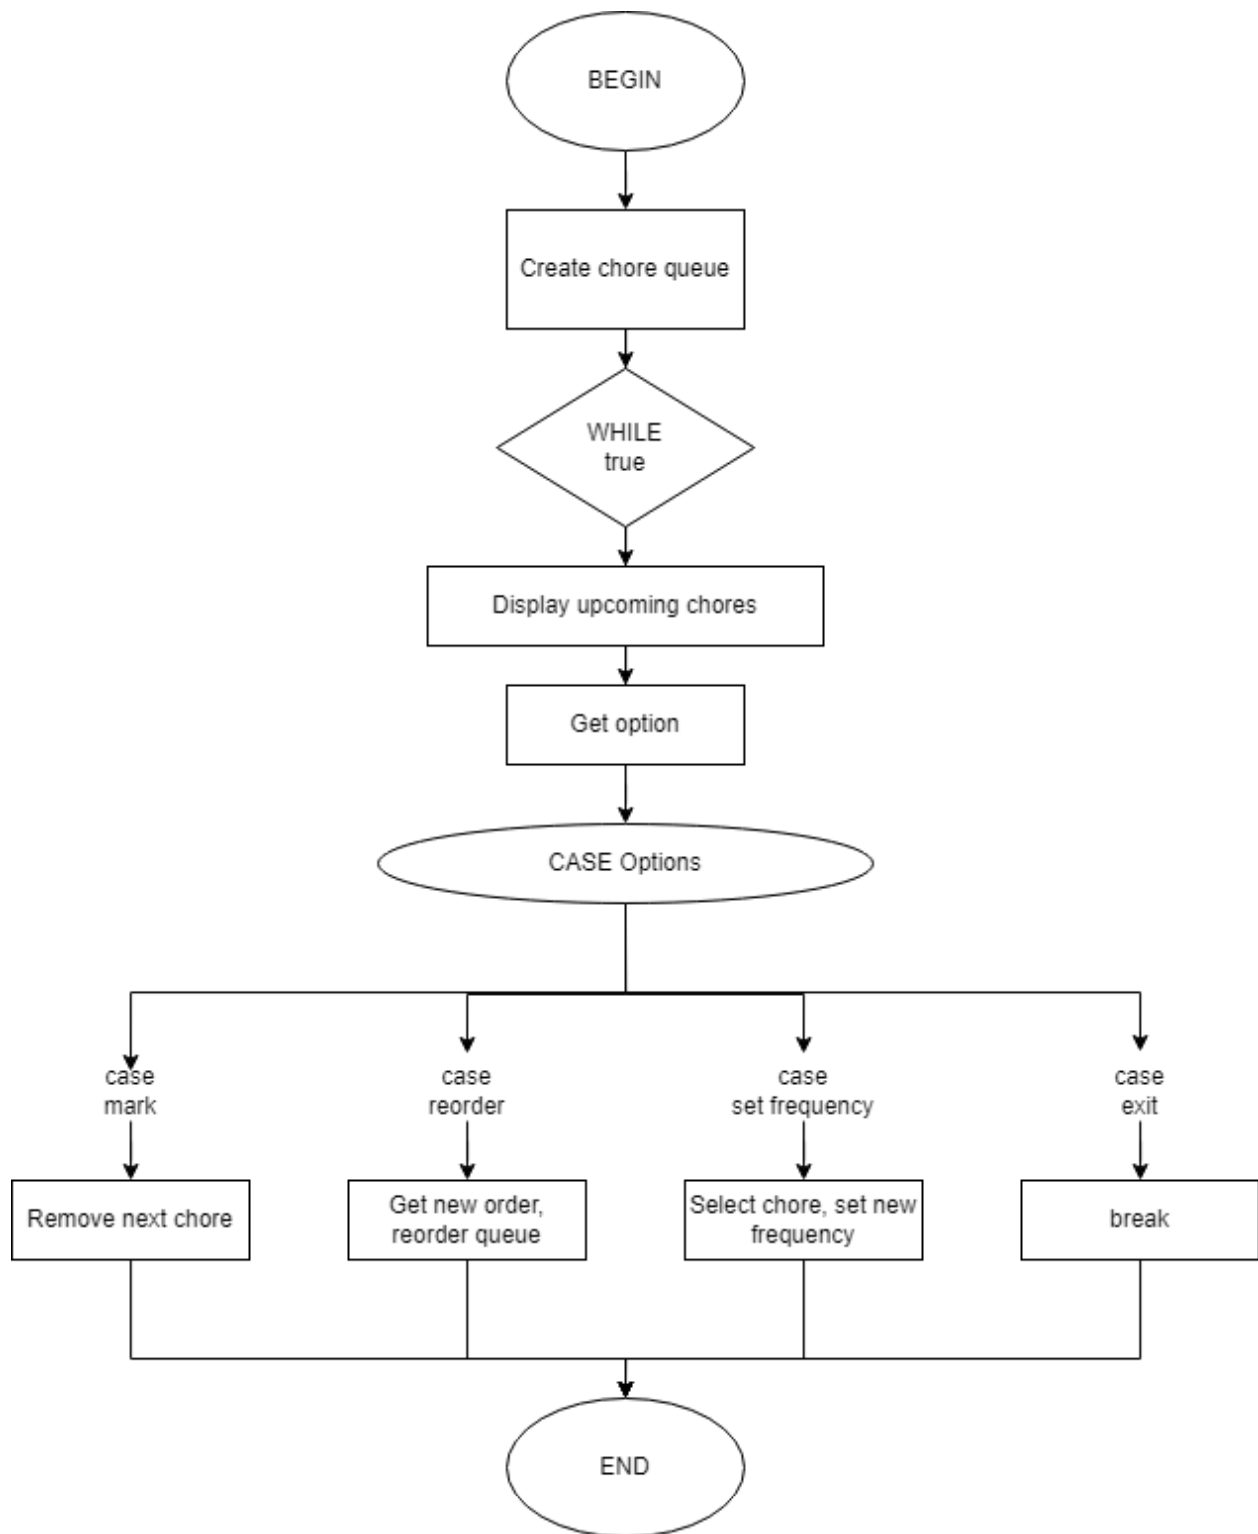 BEGIN
Create chore queue
WHILE
true
Display upcoming chores
Get option
CASE Options
case
mark
case
reorder
case
set frequency
case
exit
Remove next chore
Get new order,
reorder queue
Select chore, set new
frequency
break
END